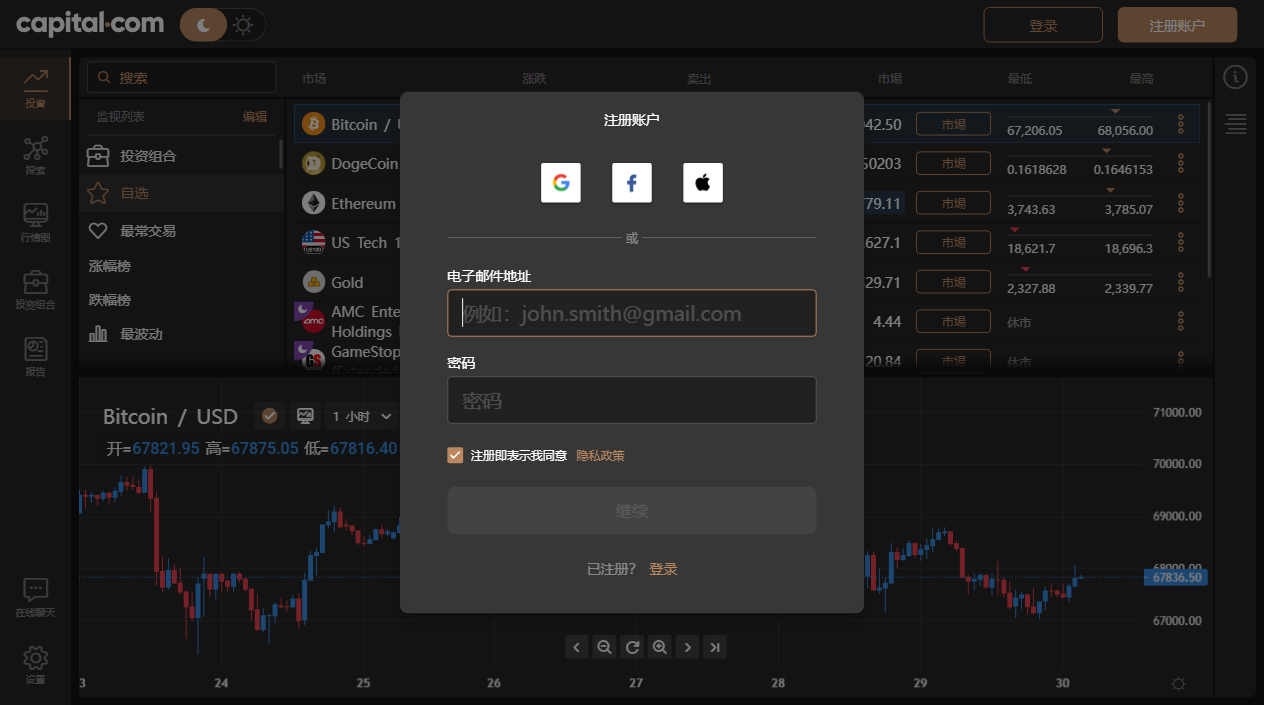 capital.com
登录
注册账户
投资
探索
行情图
投资组合
报告
在线聊天
设置
搜索
监视列表
编辑
投资组合
自选
最常交易
涨幅榜
跌幅榜
最波动
市场 涨跌 卖出 市場 最低 最高
Bitcoin /
42.50 市場 67,206.05 68,056.00
DogeCoin
50203 市場 0.1618628 0.1646153
Ethereum
79.11 市場 3,743.63 3,785.07
US Tech 1
627.1 市場 18,621.7 18,696.3
Gold
29.71 市場 2,327.88 2,339.77
AMC Ente
Holdings
4.44 市場 休市
GameStop
20.84 市場 休市
注册账户
或
电子邮件地址
例如：john.smith@gmail.com
密码
密码
注册即表示我同意 隐私政策
继续
已注册？ 登录
Bitcoin / USD
1 小时
开=67821.95 高=67875.05 低=67816.40
71000.00
70000.00
69000.00
68000.00
67836.50
67000.00
3 24 25 26 27 28 29 30